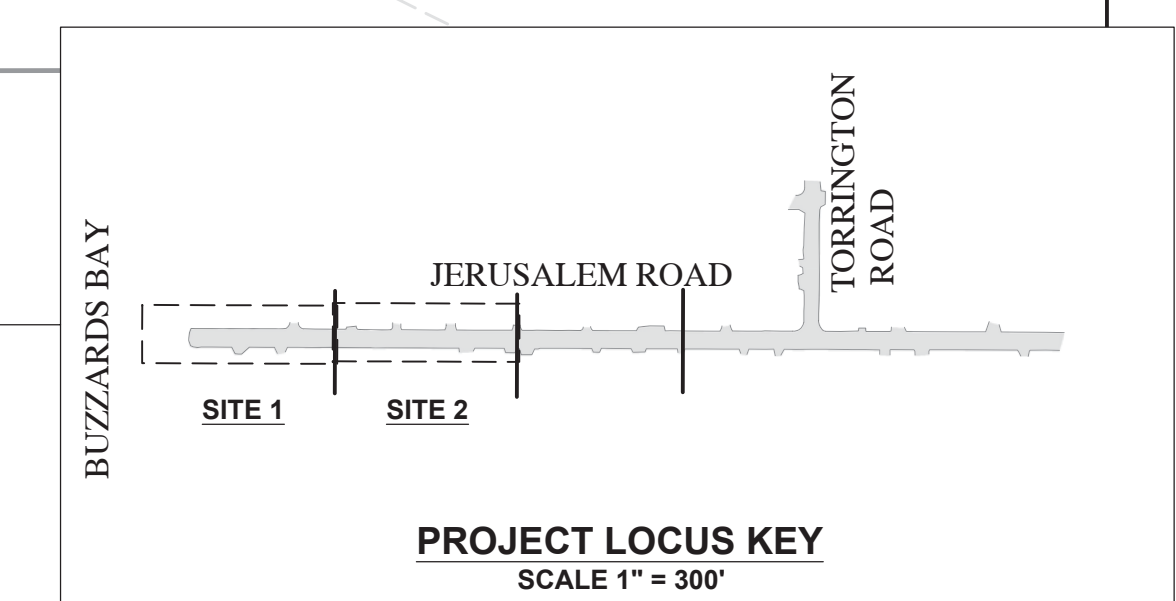 BUZZARDS BAY
JERUSALEM ROAD
TORRINGTON
ROAD
SITE 1
SITE 2
PROJECT LOCUS KEY
SCALE 1" = 300'